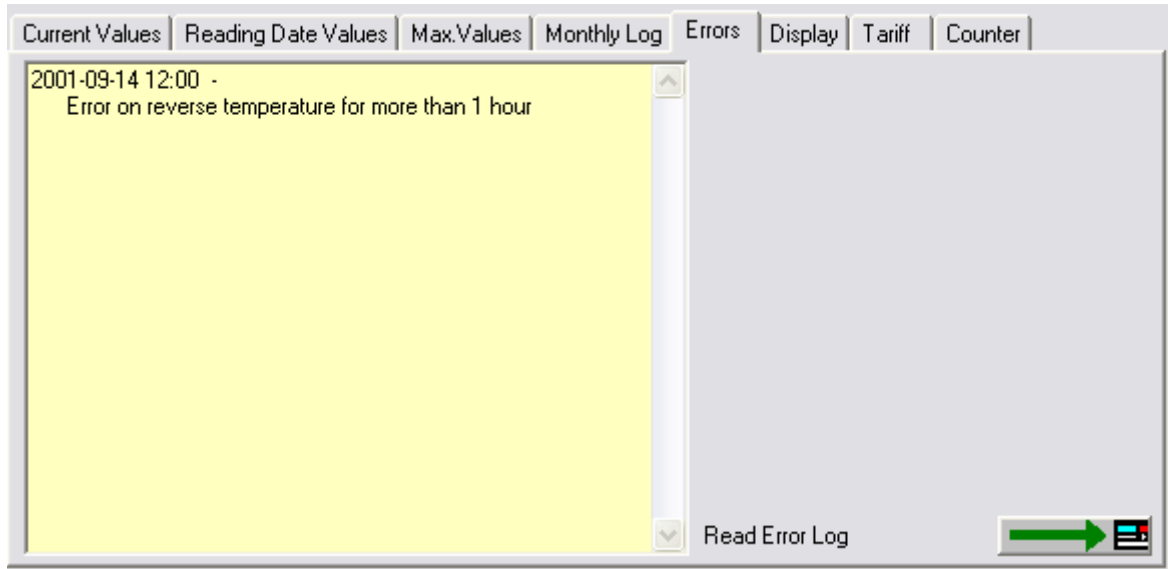 Current Values Reading Date Values Max.Values Monthly Log Errors Display Tariff Counter
2001-09-14 12:00 -
Error on reverse temperature for more than 1 hour
Read Error Log